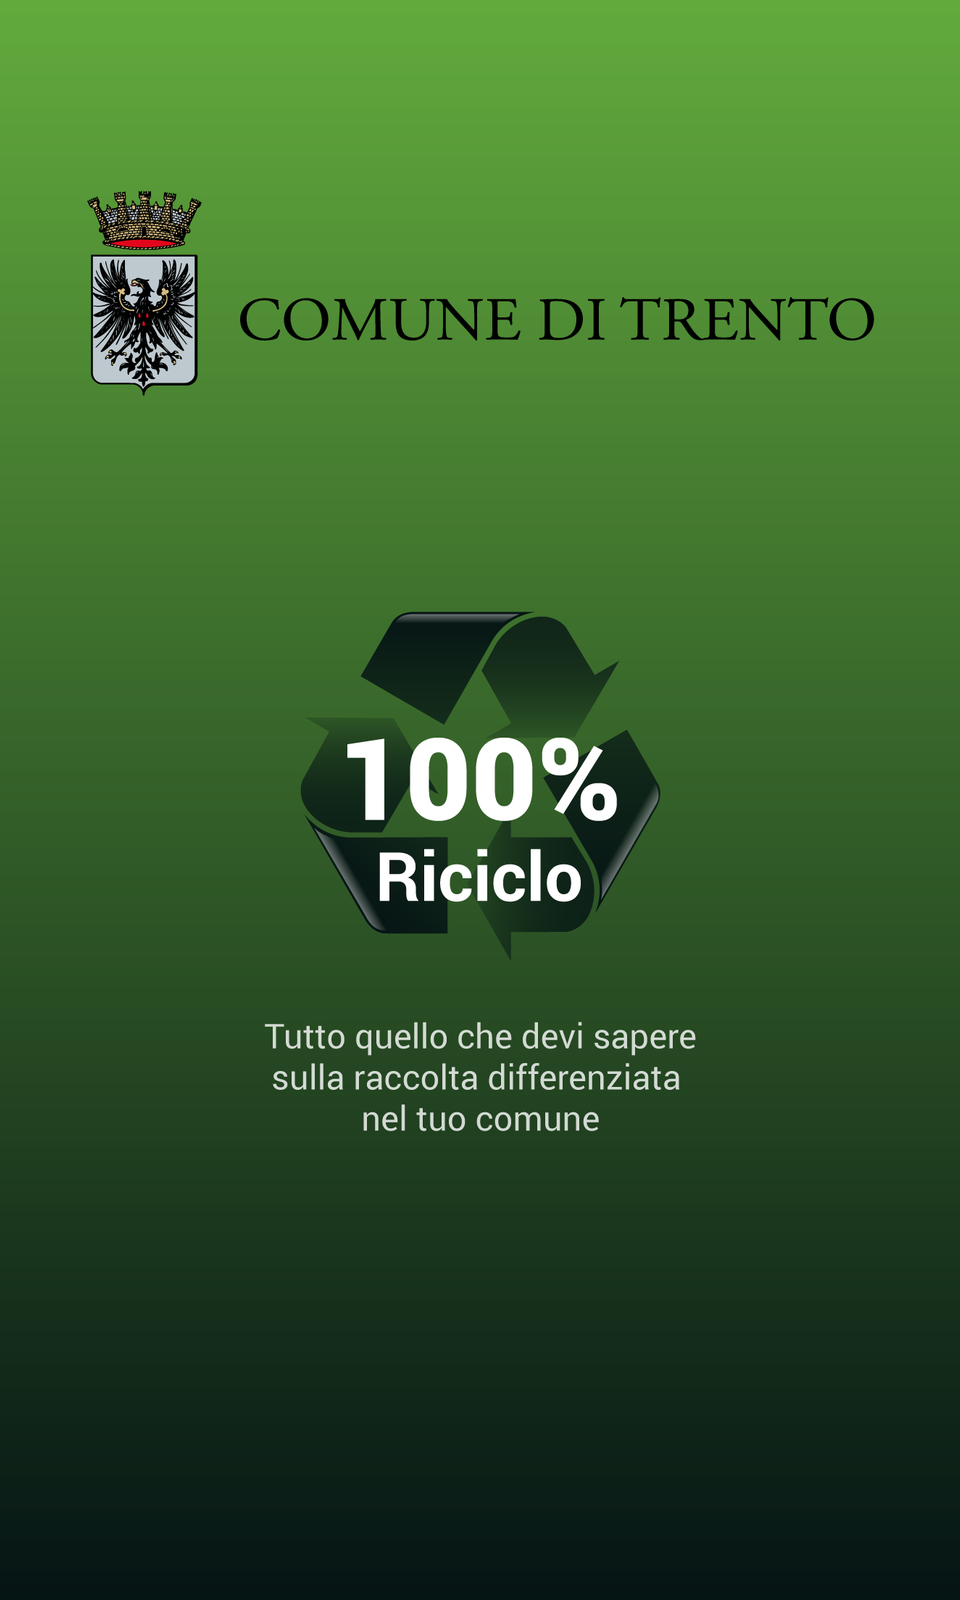 COMUNE DI TRENTO
100%
Riciclo
Tutto quello che devi sapere
sulla raccolta differenziata
nel tuo comune